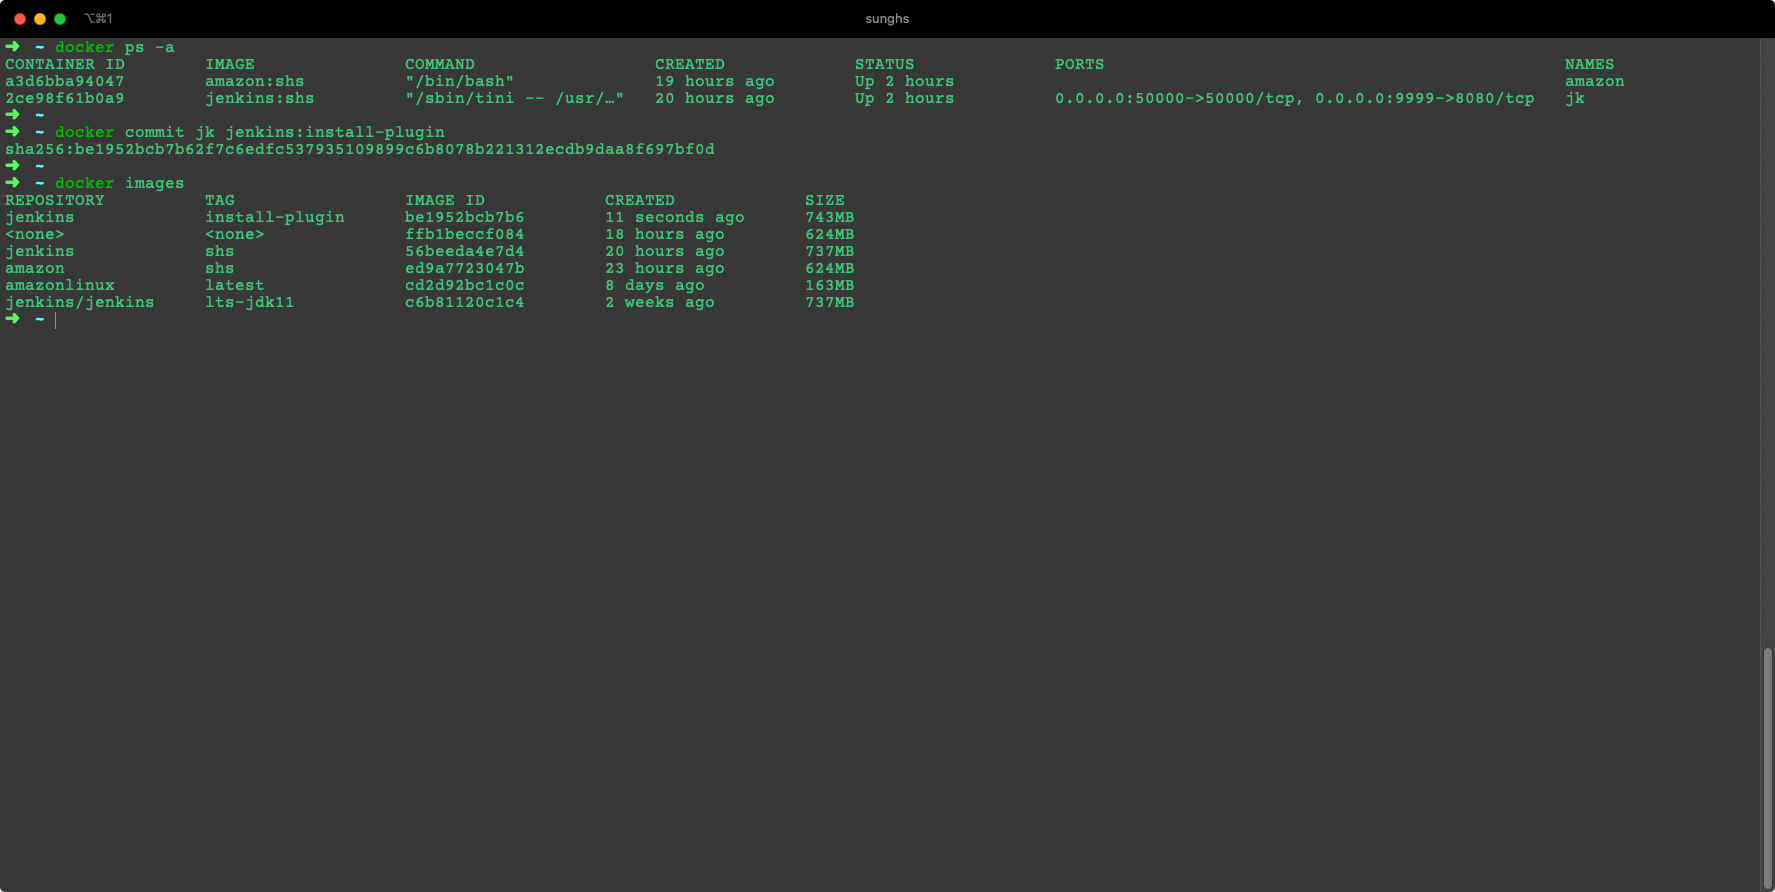 ⌥⌘1
sunghs
➜ ~ docker ps -a
CONTAINER ID IMAGE COMMAND CREATED STATUS PORTS NAMES
a3d6bba94047 amazon:shs "/bin/bash" 19 hours ago Up 2 hours amazon
2ce98f61b0a9 jenkins:shs "/sbin/tini -- /usr/…" 20 hours ago Up 2 hours 0.0.0.0:50000->50000/tcp, 0.0.0.0:9999->8080/tcp jk
➜ ~
➜ ~ docker commit jk jenkins:install-plugin
sha256:be1952bcb7b62f7c6edfc537935109899c6b8078b221312ecdb9daa8f697bf0d
➜ ~
➜ ~ docker images
REPOSITORY TAG IMAGE ID CREATED SIZE
jenkins install-plugin be1952bcb7b6 11 seconds ago 743MB
<none> <none> ffb1beccf084 18 hours ago 624MB
jenkins shs 56beeda4e7d4 20 hours ago 737MB
amazon shs ed9a7723047b 23 hours ago 624MB
amazonlinux latest cd2d92bc1c0c 8 days ago 163MB
jenkins/jenkins lts-jdk11 c6b81120c1c4 2 weeks ago 737MB
➜ ~